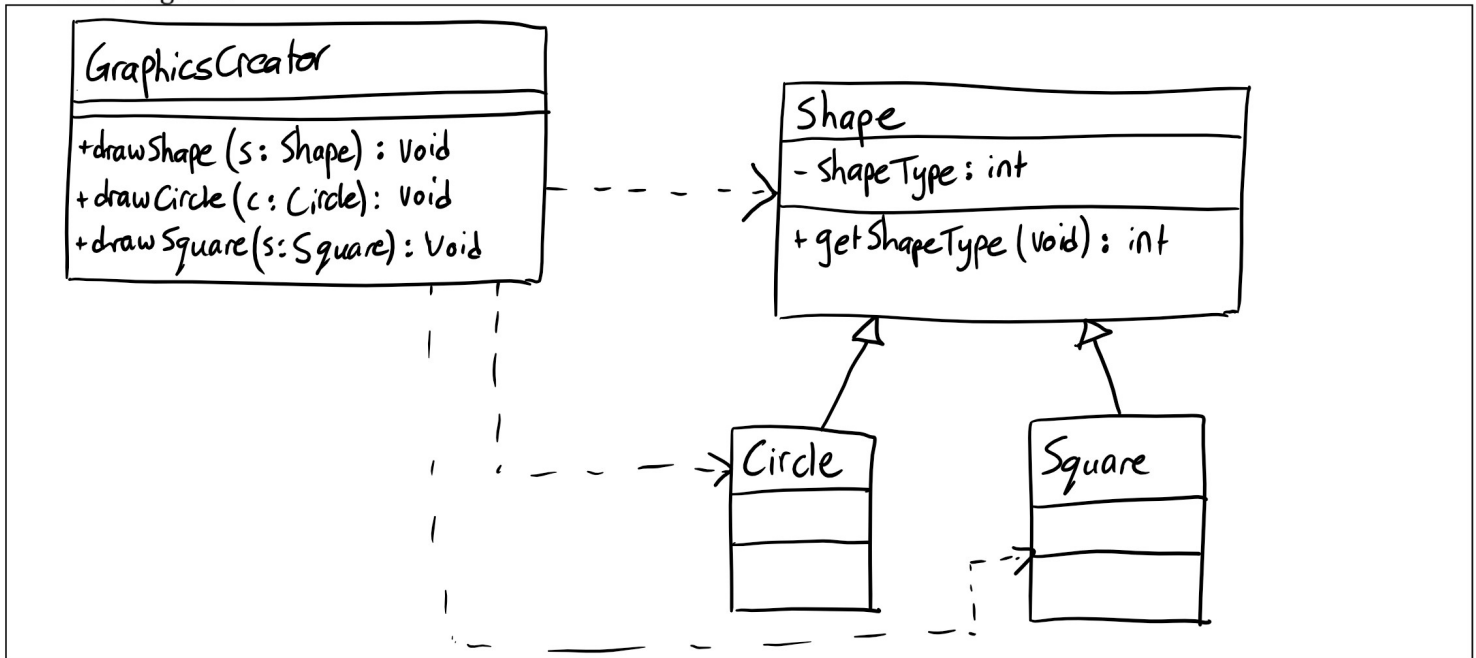 GraphicsCreator
+drawShape (s: Shape) : Void
+drawCircle (c: Circle): Void
+drawSquare(s:Square): Void
Shape
- ShapeType: int
+ getShapeType (void): int
Circle
Square